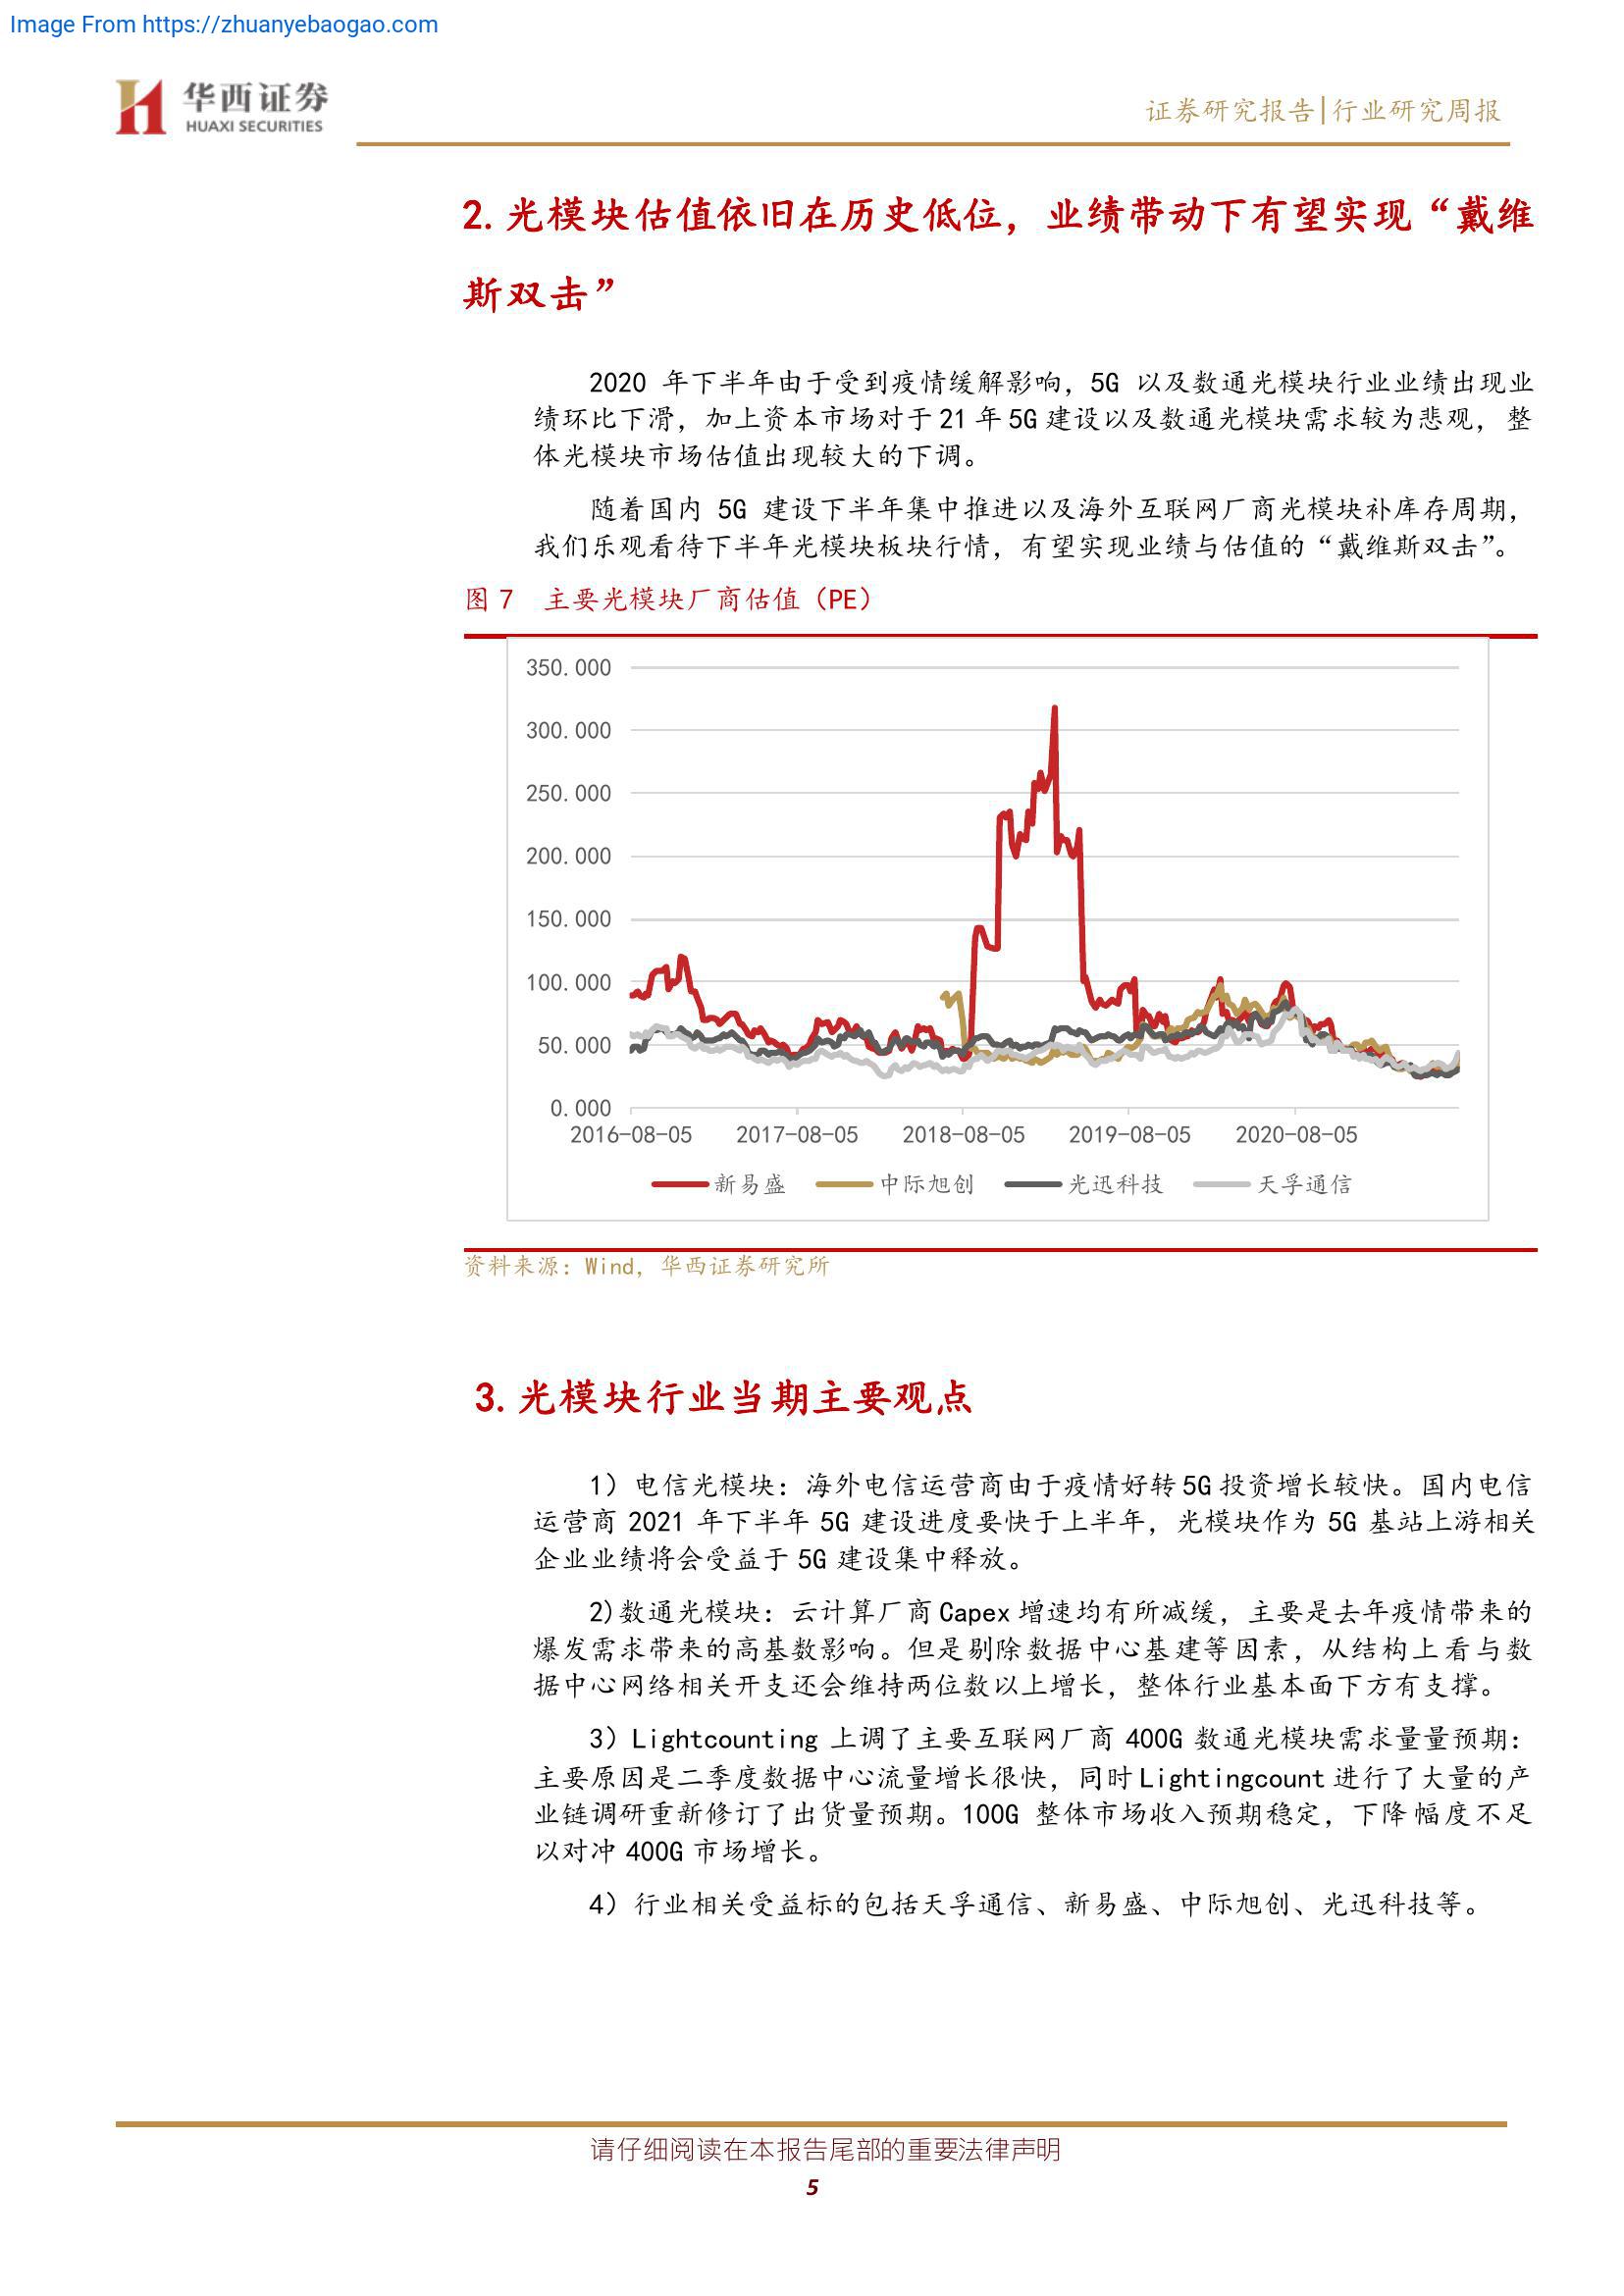 Image From https://zhuanyebaogao.com
华西证券
HUAXI SECURITIES
证券研究报告|行业研究周报
2. 光模块估值依旧在历史低位，业绩带动下有望实现“戴维
斯双击”
2020 年下半年由于受到疫情缓解影响，5G 以及数通光模块行业业绩出现业
绩环比下滑，加上资本市场对于 21 年 5G 建设以及数通光模块需求较为悲观，整
体光模块市场估值出现较大的下调。
随着国内 5G 建设下半年集中推进以及海外互联网厂商光模块补库存周期，
我们乐观看待下半年光模块板块行情，有望实现业绩与估值的“戴维斯双击”。
图 7 主要光模块厂商估值（PE）
350.000
300.000
250.000
200.000
150.000
100.000
50.000
0.000
2016-08-05 2017-08-05 2018-08-05 2019-08-05 2020-08-05
新易盛 中际旭创 光迅科技 天孚通信
资料来源：Wind，华西证券研究所
3. 光模块行业当期主要观点
1）电信光模块：海外电信运营商由于疫情好转 5G 投资增长较快。国内电信
运营商 2021 年下半年 5G 建设进度要快于上半年，光模块作为 5G 基站上游相关
企业业绩将会受益于 5G 建设集中释放。
2)数通光模块：云计算厂商 Capex 增速均有所减缓，主要是去年疫情带来的
爆发需求带来的高基数影响。但是剔除数据中心基建等因素，从结构上看与数
据中心网络相关开支还会维持两位数以上增长，整体行业基本面下方有支撑。
3）Lightcounting 上调了主要互联网厂商 400G 数通光模块需求量量预期：
主要原因是二季度数据中心流量增长很快，同时 Lightingcount 进行了大量的产
业链调研重新修订了出货量预期。100G 整体市场收入预期稳定，下降幅度不足
以对冲 400G 市场增长。
4）行业相关受益标的包括天孚通信、新易盛、中际旭创、光迅科技等。
请仔细阅读在本报告尾部的重要法律声明
5